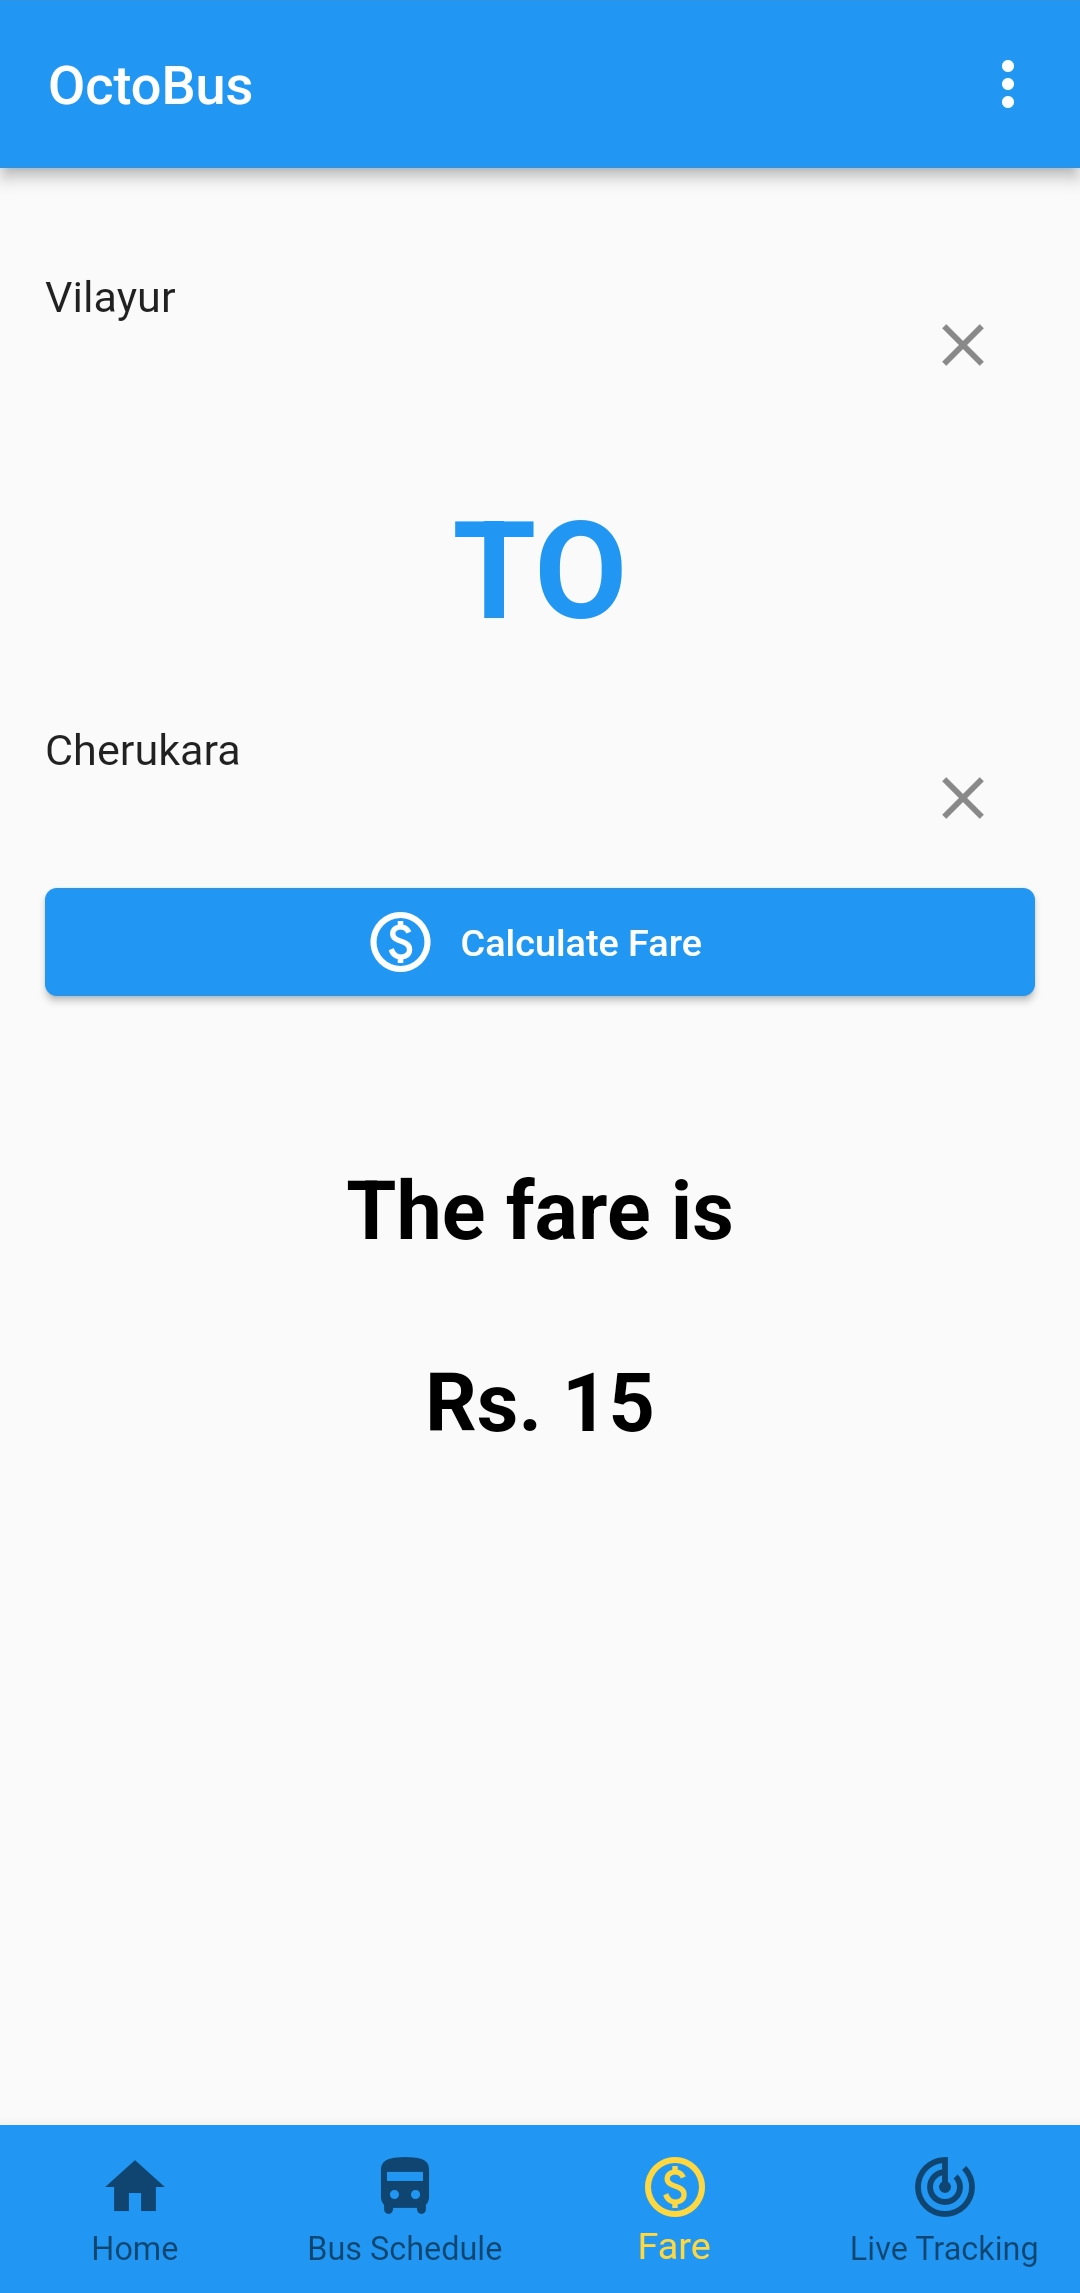 OctoBus
Vilayur
TO
Cherukara
Calculate Fare
The fare is
Rs. 15
Home
Bus Schedule
Fare
Live Tracking